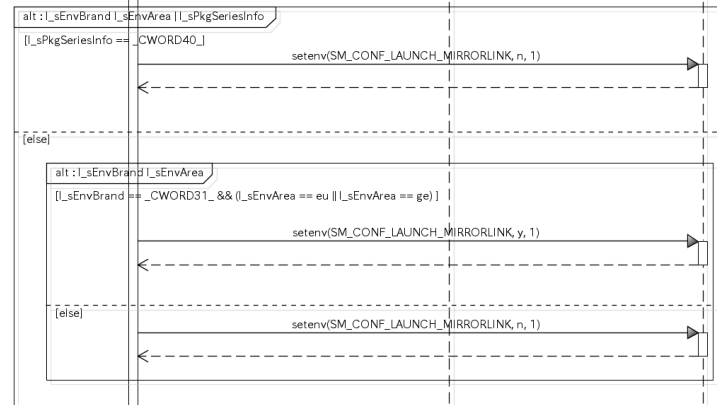 alt : l_sEnvBrand l_sEnvArea | l_sPkgSeriesInfo
[l_sPkgSeriesInfo == _CWORD40_]
setenv(SM_CONF_LAUNCH_MIRRORLINK, n, 1)
[else]
alt : l_sEnvBrand l_sEnvArea
[l_sEnvBrand == _CWORD31_ && (l_sEnvArea == eu || l_sEnvArea == ge) ]
setenv(SM_CONF_LAUNCH_MIRRORLINK, y, 1)
[else]
setenv(SM_CONF_LAUNCH_MIRRORLINK, n, 1)